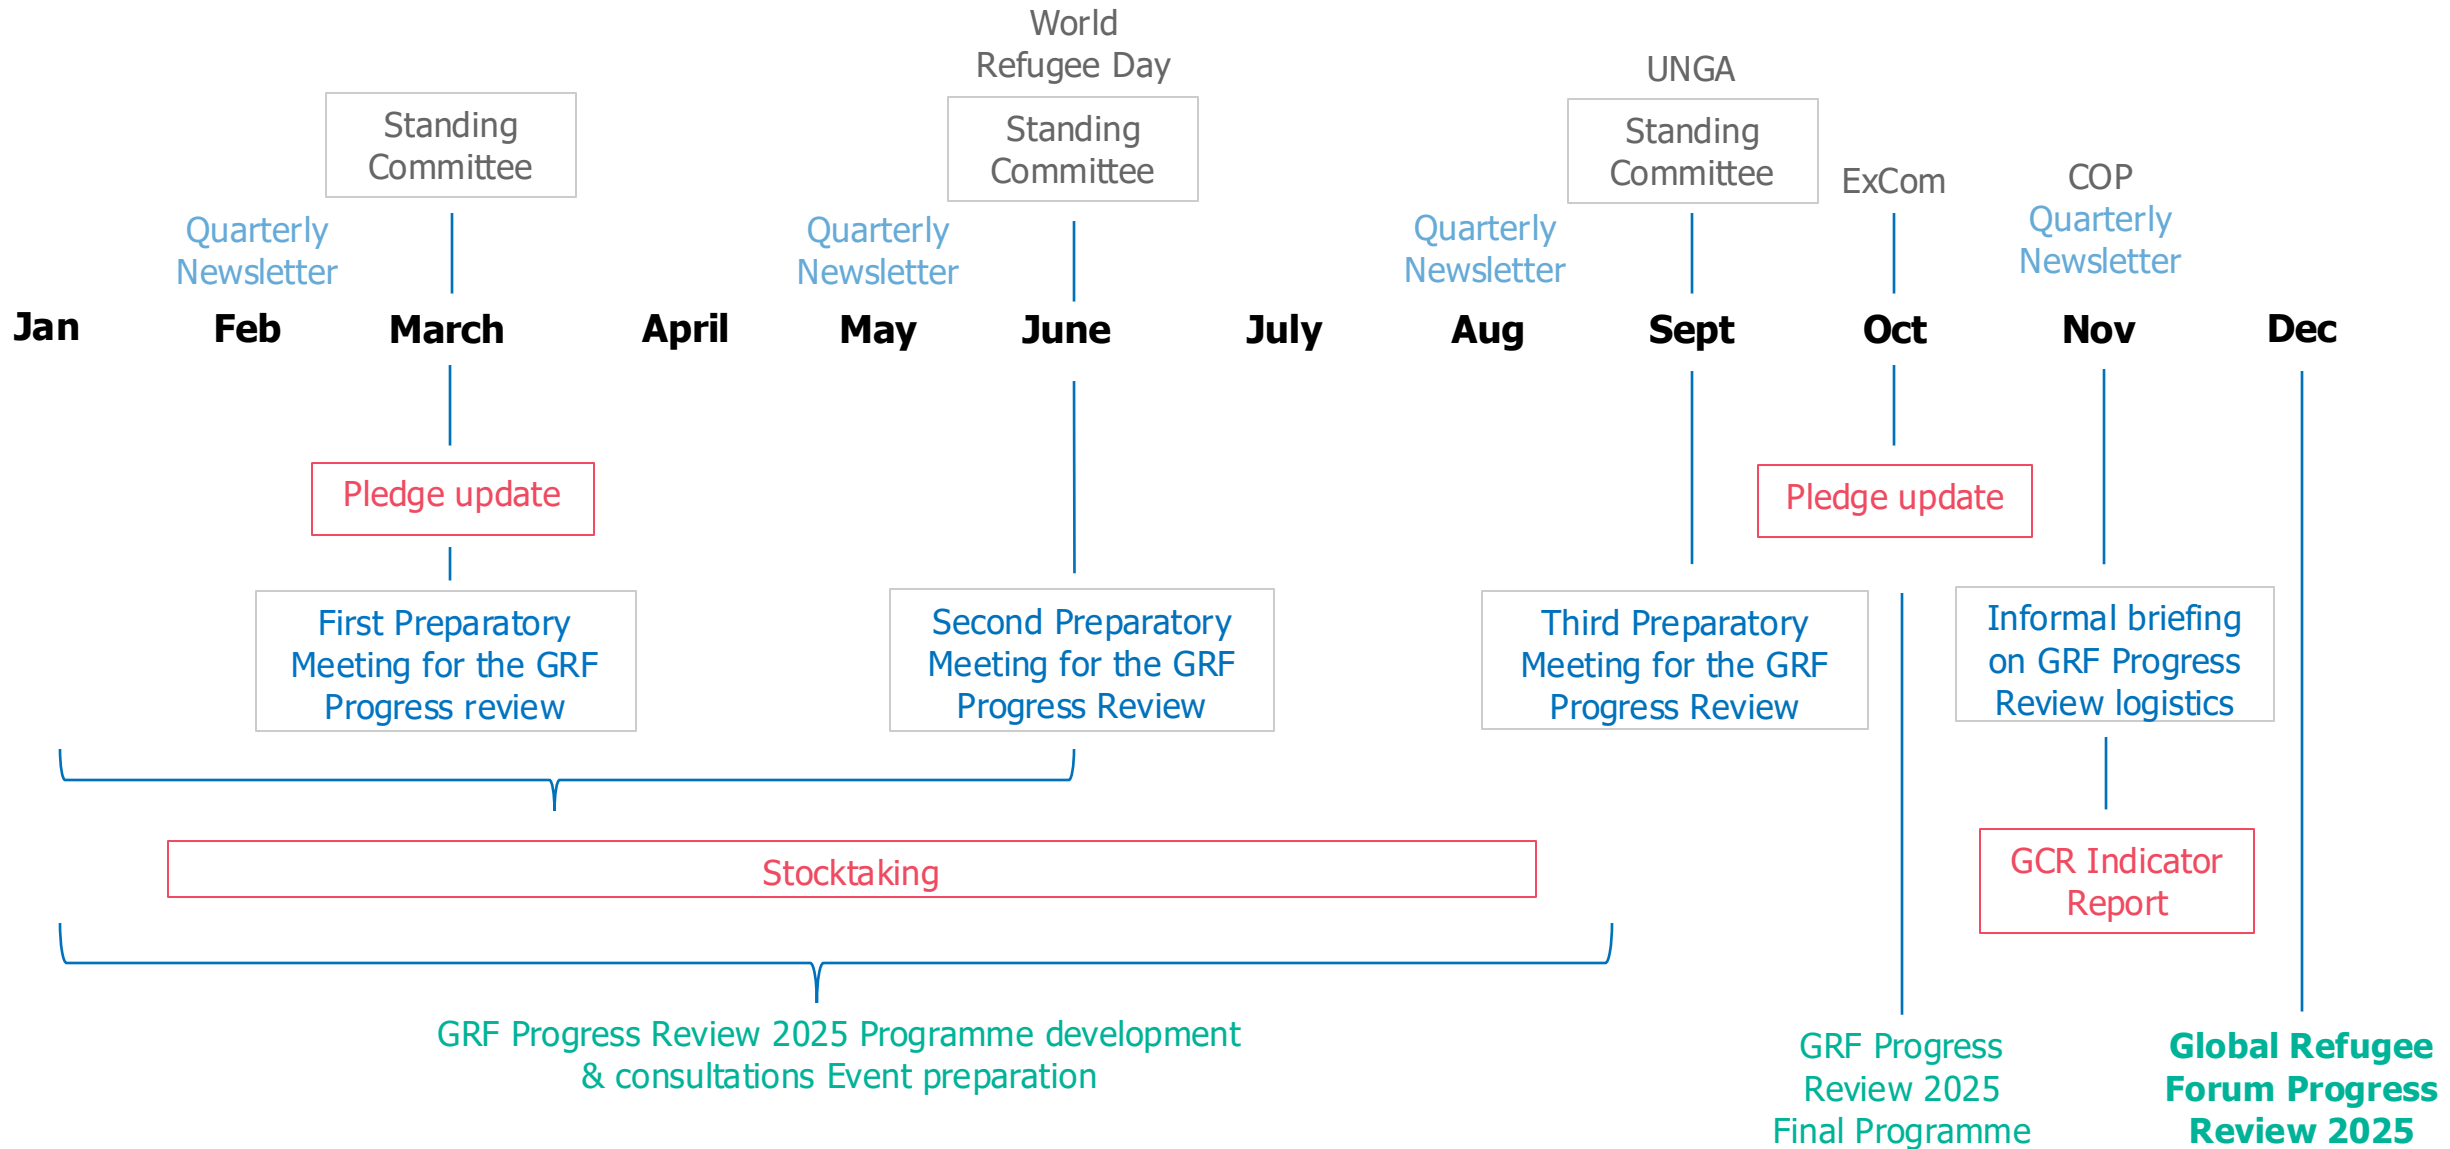 World
Refugee Day
UNGA
Standing
Committee
Standing
Committee
Standing
Committee
ExCom
COP
Quarterly
Newsletter
Quarterly
Newsletter
Quarterly
Newsletter
Quarterly
Newsletter
Jan Feb March April May June July Aug Sept Oct Nov Dec
Pledge update
Pledge update
First Preparatory
Meeting for the GRF
Progress review
Second Preparatory
Meeting for the GRF
Progress Review
Third Preparatory
Meeting for the GRF
Progress Review
Informal briefing
on GRF Progress
Review logistics
Stocktaking
GCR Indicator
Report
GRF Progress Review 2025 Programme development
& consultations Event preparation
GRF Progress
Review 2025
Final Programme
Global Refugee
Forum Progress
Review 2025